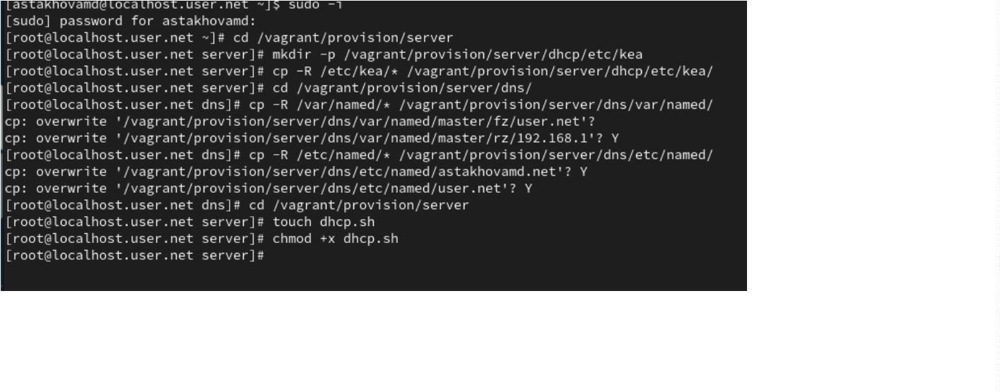 [astakhovamd@localhost.user.net ~]$ sudo -i
[sudo] password for astakhovamd:
[root@localhost.user.net ~]# cd /vagrant/provision/server
[root@localhost.user.net server]# mkdir -p /vagrant/provision/server/dhcp/etc/kea
[root@localhost.user.net server]# cp -R /etc/kea/* /vagrant/provision/server/dhcp/etc/kea/
[root@localhost.user.net server]# cd /vagrant/provision/server/dns/
[root@localhost.user.net dns]# cp -R /var/named/* /vagrant/provision/server/dns/var/named/
cp: overwrite '/vagrant/provision/server/dns/var/named/master/fz/user.net'?
cp: overwrite '/vagrant/provision/server/dns/var/named/master/rz/192.168.1'? Y
[root@localhost.user.net dns]# cp -R /etc/named/* /vagrant/provision/server/dns/etc/named/
cp: overwrite '/vagrant/provision/server/dns/etc/named/astakhovamd.net'? Y
cp: overwrite '/vagrant/provision/server/dns/etc/named/user.net'? Y
[root@localhost.user.net dns]# cd /vagrant/provision/server
[root@localhost.user.net server]# touch dhcp.sh
[root@localhost.user.net server]# chmod +x dhcp.sh
[root@localhost.user.net server]#